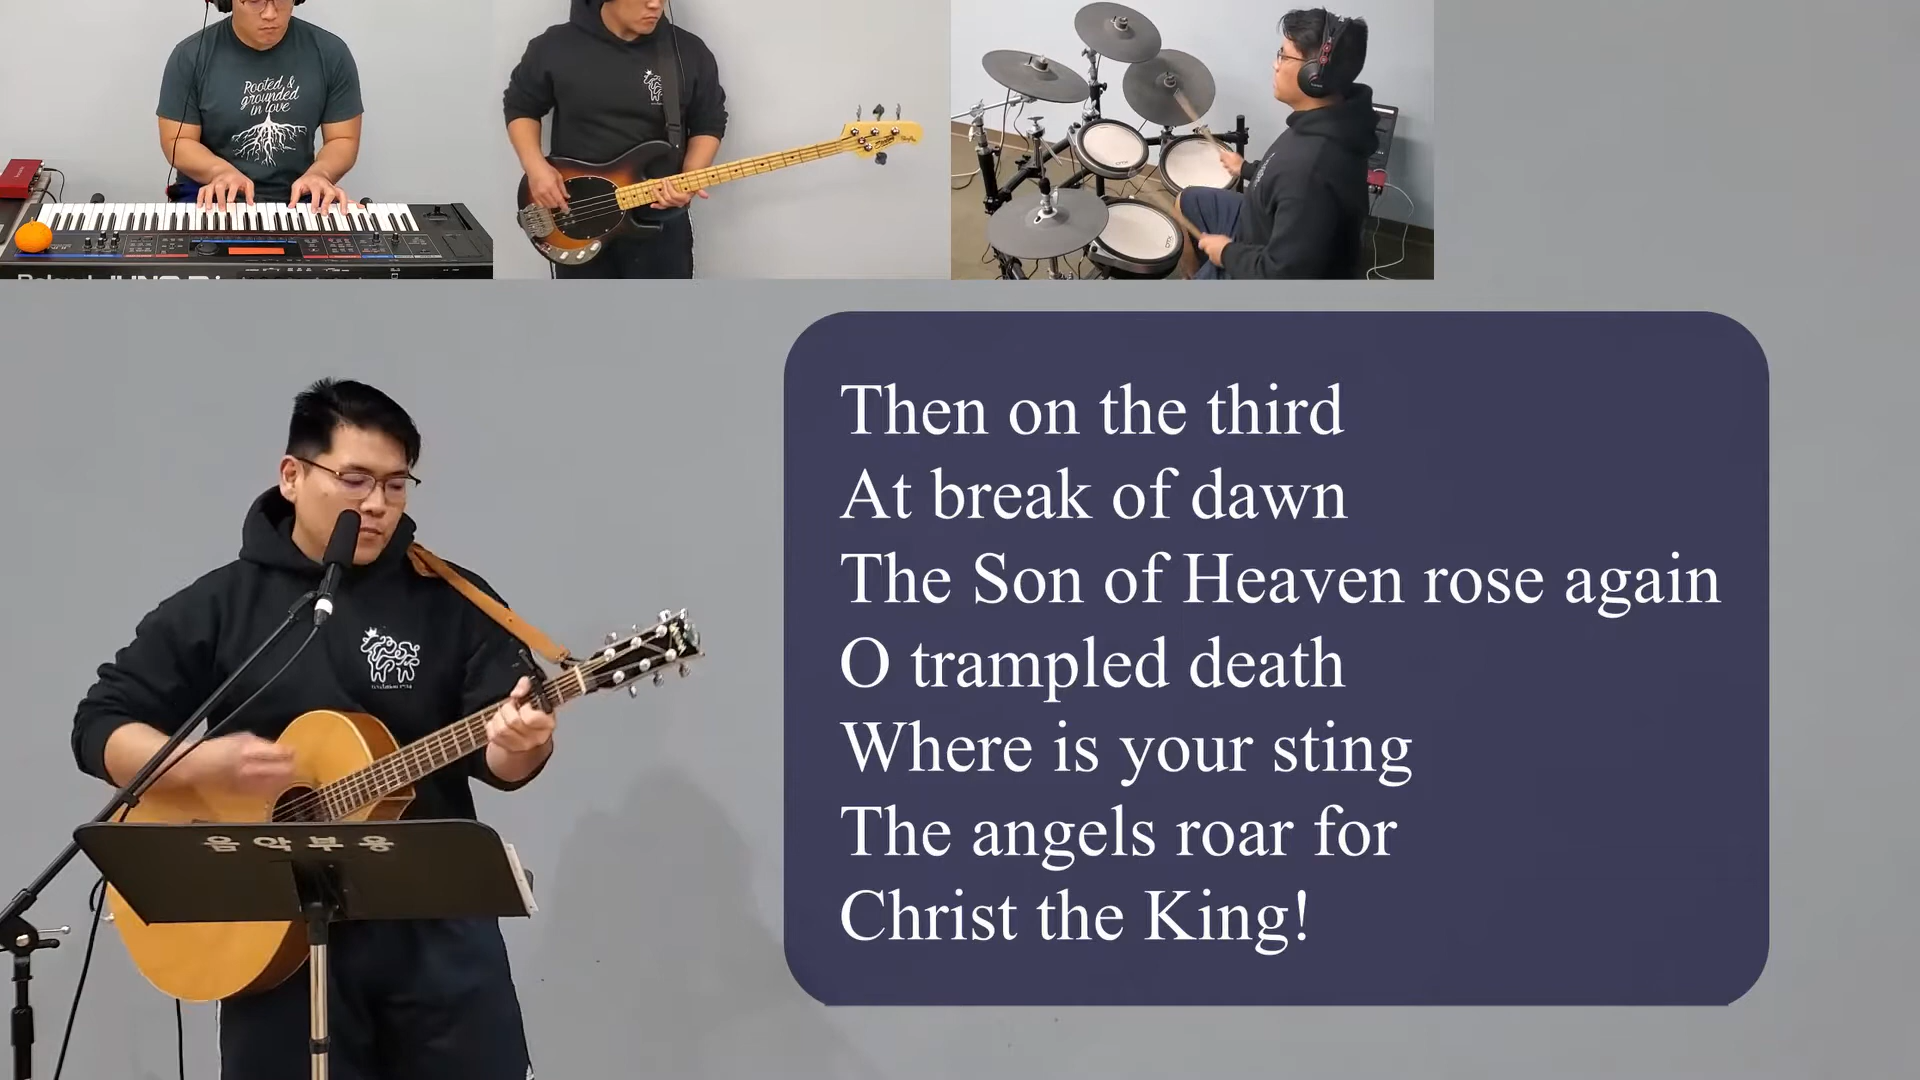 Rooted &
grounded
in love
Then on the third
At break of dawn
The Son of Heaven rose again
O trampled death
Where is your sting
The angels roar for
Christ the King!
음악부용